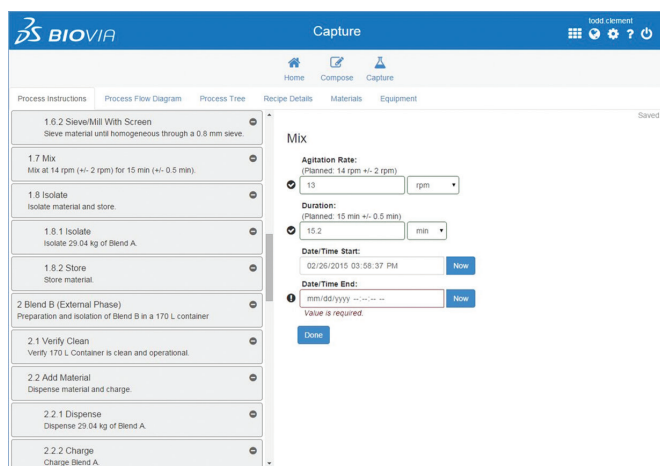 3S BIOVIA
Capture
todd.clement
?
Home
Compose
Capture
Process Instructions
Process Flow Diagram
Process Tree
Recipe Details
Materials
Equipment
1.6.2 Sieve/Mill With Screen
Sieve material until homogeneous through a 0.8 mm sieve.
1.7 Mix
Mix at 14 rpm (+/- 2 rpm) for 15 min (+/- 0.5 min).
1.8 Isolate
Isolate material and store.
1.8.1 Isolate
Isolate 29.04 kg of Blend A.
1.8.2 Store
Store material.
2 Blend B (External Phase)
Preparation and isolation of Blend B in a 170 L container
2.1 Verify Clean
Verify 170 L Container is clean and operational.
2.2 Add Material
Dispense material and charge.
2.2.1 Dispense
Dispense 29.04 kg of Blend A.
2.2.2 Charge
Charge Blend A.
Saved
Mix
Agitation Rate:
(Planned: 14 rpm +/- 2 rpm)
13
rpm
Duration:
(Planned: 15 min +/- 0.5 min)
15.2
min
Date/Time Start:
02/26/2015 03:58:37 PM
Now
Date/Time End:
mm/dd/yyyy --:--:-- --
Now
Value is required.
Done